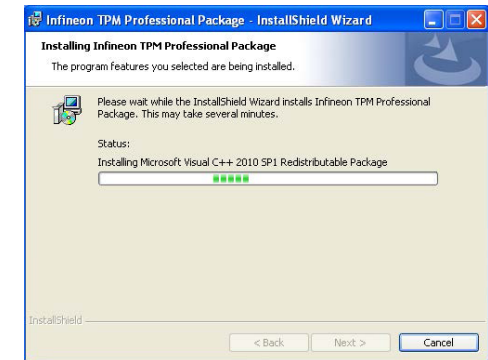 Infineon TPM Professional Package - InstallShield Wizard
Installing Infineon TPM Professional Package
The program features you selected are being installed.
Please wait while the InstallShield Wizard installs Infineon TPM Professional
Package. This may take several minutes.
Status:
Installing Microsoft Visual C++ 2010 SP1 Redistributable Package
InstallShield
< Back Next > Cancel